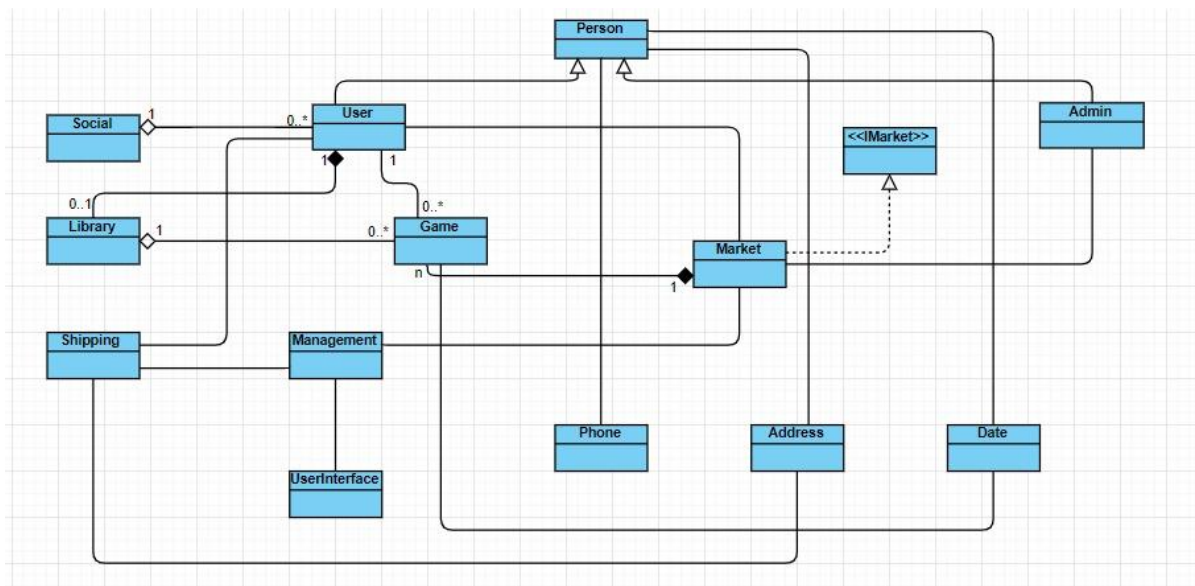 Person
User
1
0..*
Social
Admin
<<IMarket>>
1
1
0..1
0..*
Library
1
0..*
Game
Market
n
1
Shipping
Management
Phone
Address
Date
UserInterface